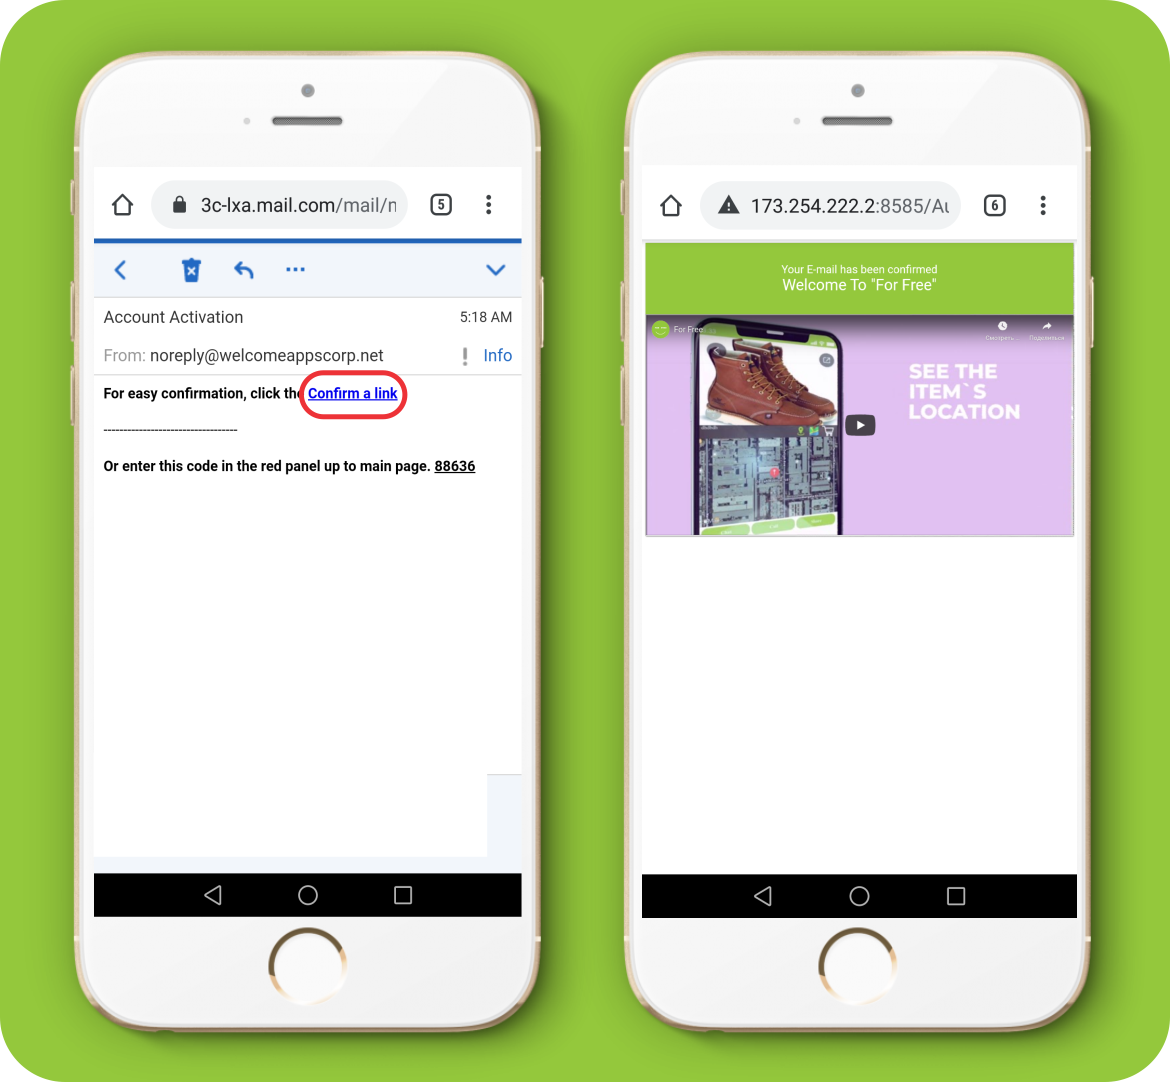 3c-lxa.mail.com/mail/n
5
Account Activation
5:18 AM
From: noreply@welcomeappscorp.net
Info
For easy confirmation, click the Confirm a link
----------------------------------
Or enter this code in the red panel up to main page. 88636
173.254.222.2:8585/Au
6
Your E-mail has been confirmed
Welcome To "For Free"
For Free
Смотреть ...
Поделиться
SEE THE
ITEM`S
LOCATION